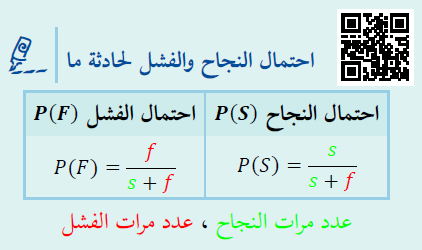 احتمال النجاح والفشل لحادثة ما
احتمال النجاح P(S) احتمال الفشل P(F)
P(S) = s / (s + f) P(F) = f / (s + f)
عدد مرات النجاح ، عدد مرات الفشل